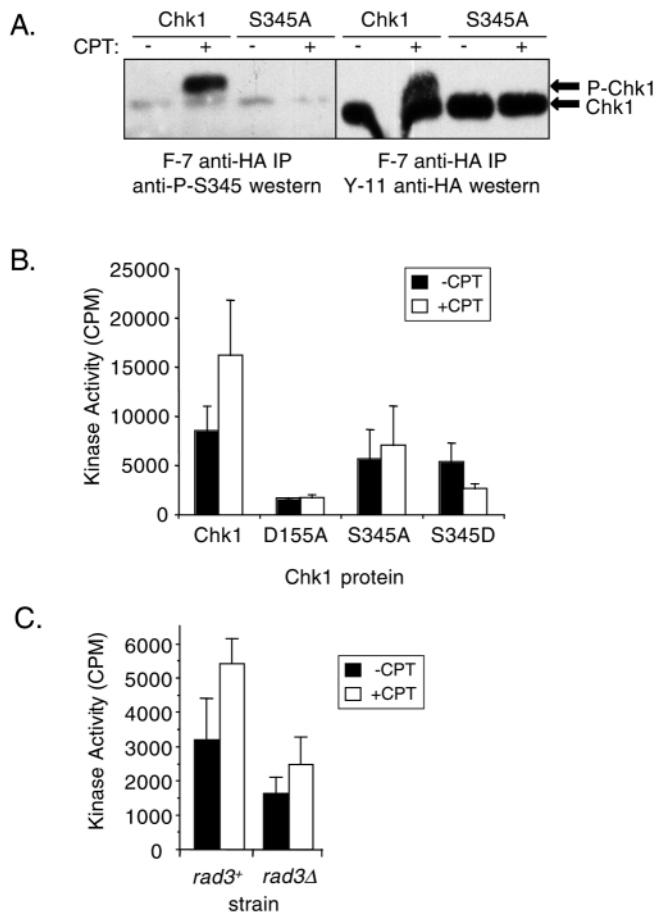 A.
Chk1 S345A Chk1 S345A
CPT: - + - + - + - +
P-Chk1
Chk1
F-7 anti-HA IP F-7 anti-HA IP
anti-P-S345 western Y-11 anti-HA western
B.
25000
20000
15000
10000
5000
0
Kinase Activity (CPM)
-CPT
+CPT
Chk1 D155A S345A S345D
Chk1 protein
C.
6000
5000
4000
3000
2000
1000
0
Kinase Activity (CPM)
-CPT
+CPT
rad3+ rad3Δ
strain